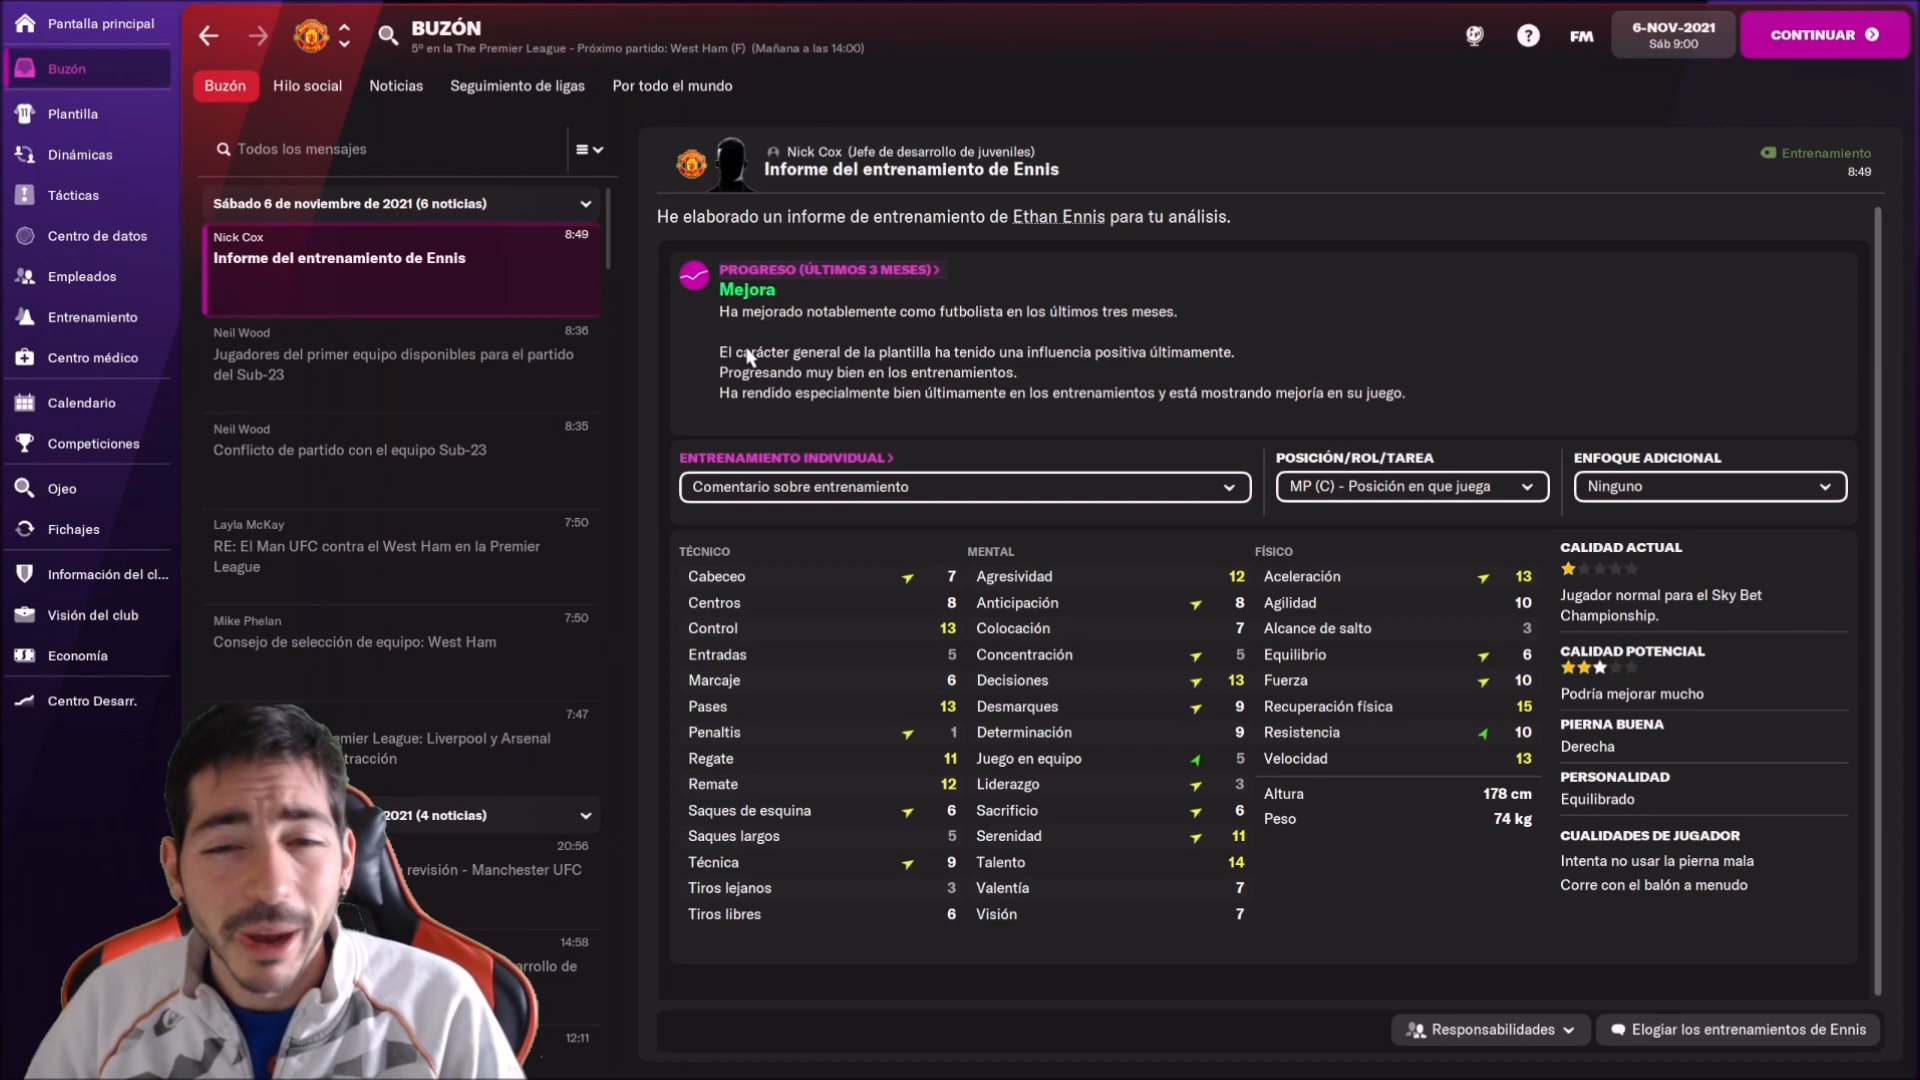 Pantalla principal
Buzón
Plantilla
Dinámicas
Tácticas
Centro de datos
Empleados
Entrenamiento
Centro médico
Calendario
Competiciones
Ojeo
Fichajes
Información del cl...
Visión del club
Economía
Centro Desarr.
BUZÓN
5º en la The Premier League - Próximo partido: West Ham (F) (Mañana a las 14:00)
?
FM
6-NOV-2021
Sáb 9:00
CONTINUAR
Buzón
Hilo social
Noticias
Seguimiento de ligas
Por todo el mundo
Todos los mensajes
Sábado 6 de noviembre de 2021 (6 noticias)
Nick Cox 8:49
Informe del entrenamiento de Ennis
Neil Wood 8:36
Jugadores del primer equipo disponibles para el partido
del Sub-23
Neil Wood 8:35
Conflicto de partido con el equipo Sub-23
Layla McKay 7:50
RE: El Man UFC contra el West Ham en la Premier
League
Mike Phelan 7:50
Consejo de selección de equipo: West Ham
7:47
emier League: Liverpool y Arsenal
tracción
2021 (4 noticias)
20:56
revisión - Manchester UFC
14:58
arrollo de
12:11
Nick Cox (Jefe de desarrollo de juveniles)
Informe del entrenamiento de Ennis
Entrenamiento
8:49
He elaborado un informe de entrenamiento de Ethan Ennis para tu análisis.
PROGRESO (ÚLTIMOS 3 MESES) >
Mejora
Ha mejorado notablemente como futbolista en los últimos tres meses.
El carácter general de la plantilla ha tenido una influencia positiva últimamente.
Progresando muy bien en los entrenamientos.
Ha rendido especialmente bien últimamente en los entrenamientos y está mostrando mejoría en su juego.
ENTRENAMIENTO INDIVIDUAL >
Comentario sobre entrenamiento
POSICIÓN/ROL/TAREA
MP (C) - Posición en que juega
ENFOQUE ADICIONAL
Ninguno
TÉCNICO
Cabeceo 7
Centros 8
Control 13
Entradas 5
Marcaje 6
Pases 13
Penaltis 1
Regate 11
Remate 12
Saques de esquina 6
Saques largos 5
Técnica 9
Tiros lejanos 3
Tiros libres 6
MENTAL
Agresividad 12
Anticipación 8
Colocación 7
Concentración 5
Decisiones 13
Desmarques 9
Determinación 9
Juego en equipo 5
Liderazgo 3
Sacrificio 6
Serenidad 11
Talento 14
Valentía 7
Visión 7
FÍSICO
Aceleración 13
Agilidad 10
Alcance de salto 3
Equilibrio 6
Fuerza 10
Recuperación física 15
Resistencia 10
Velocidad 13
Altura 178 cm
Peso 74 kg
CALIDAD ACTUAL
Jugador normal para el Sky Bet
Championship.
CALIDAD POTENCIAL
Podría mejorar mucho
PIERNA BUENA
Derecha
PERSONALIDAD
Equilibrado
CUALIDADES DE JUGADOR
Intenta no usar la pierna mala
Corre con el balón a menudo
Responsabilidades
Elogiar los entrenamientos de Ennis